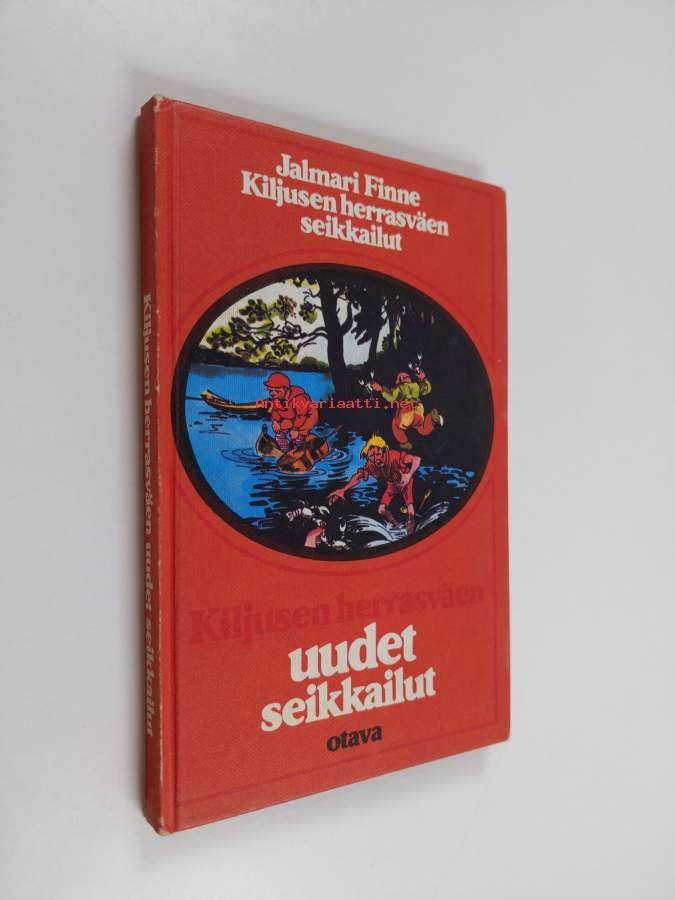 Jalmari Finne
Kiljusen herrasväen
seikkailut
Antikvariaatti.net
Kiljusen herrasväen
uudet
seikkailut
otava
Kiljusen herrasväen uudet seikkailut